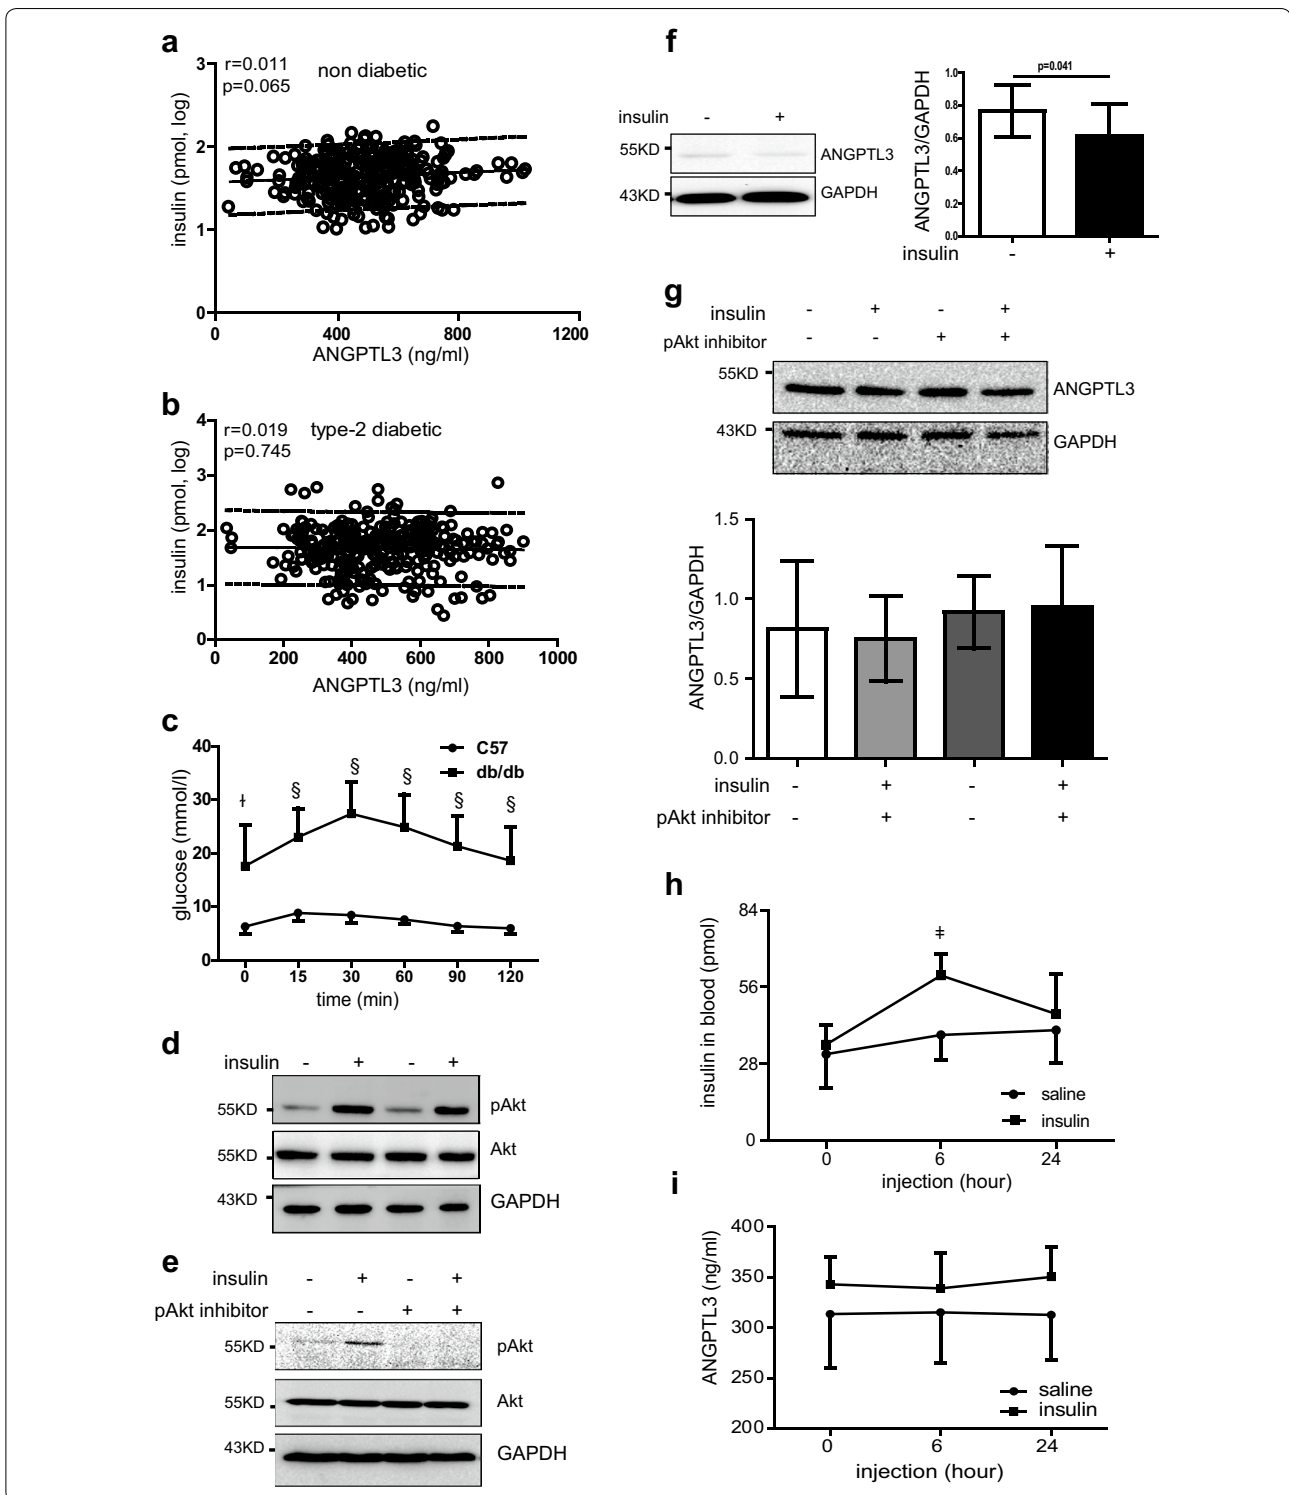 a
r=0.011
p=0.065
non diabetic
3
2
1
0
insulin (pmol, log)
0 400 800 1200
ANGPTL3 (ng/ml)
b
r=0.019
p=0.745
type-2 diabetic
4
3
2
1
0
insulin (pmol, log)
0 200 400 600 800 1000
ANGPTL3 (ng/ml)
c
40
30
20
10
0
glucose (mmol/l)
C57
db/db
ƚ § § § § §
0 15 30 60 90 120
time (min)
d
insulin - + - +
55KD pAkt
55KD Akt
43KD GAPDH
e
insulin - + - +
pAkt inhibitor - - + +
55KD pAkt
55KD Akt
43KD GAPDH
f
insulin - +
55KD ANGPTL3
43KD GAPDH
p=0.041
1.0
0.8
0.6
0.4
0.2
0.0
ANGPTL3/GAPDH
insulin - +
g
insulin - + - +
pAkt inhibitor - - + +
55KD ANGPTL3
43KD GAPDH
1.5
1.0
0.5
0.0
ANGPTL3/GAPDH
insulin - + - +
pAkt inhibitor - + - +
h
84
56
28
0
insulin in blood (pmol)
ǂ
saline
insulin
0 6 24
injection (hour)
i
400
350
300
250
200
ANGPTL3 (ng/ml)
saline
insulin
0 6 24
injection (hour)